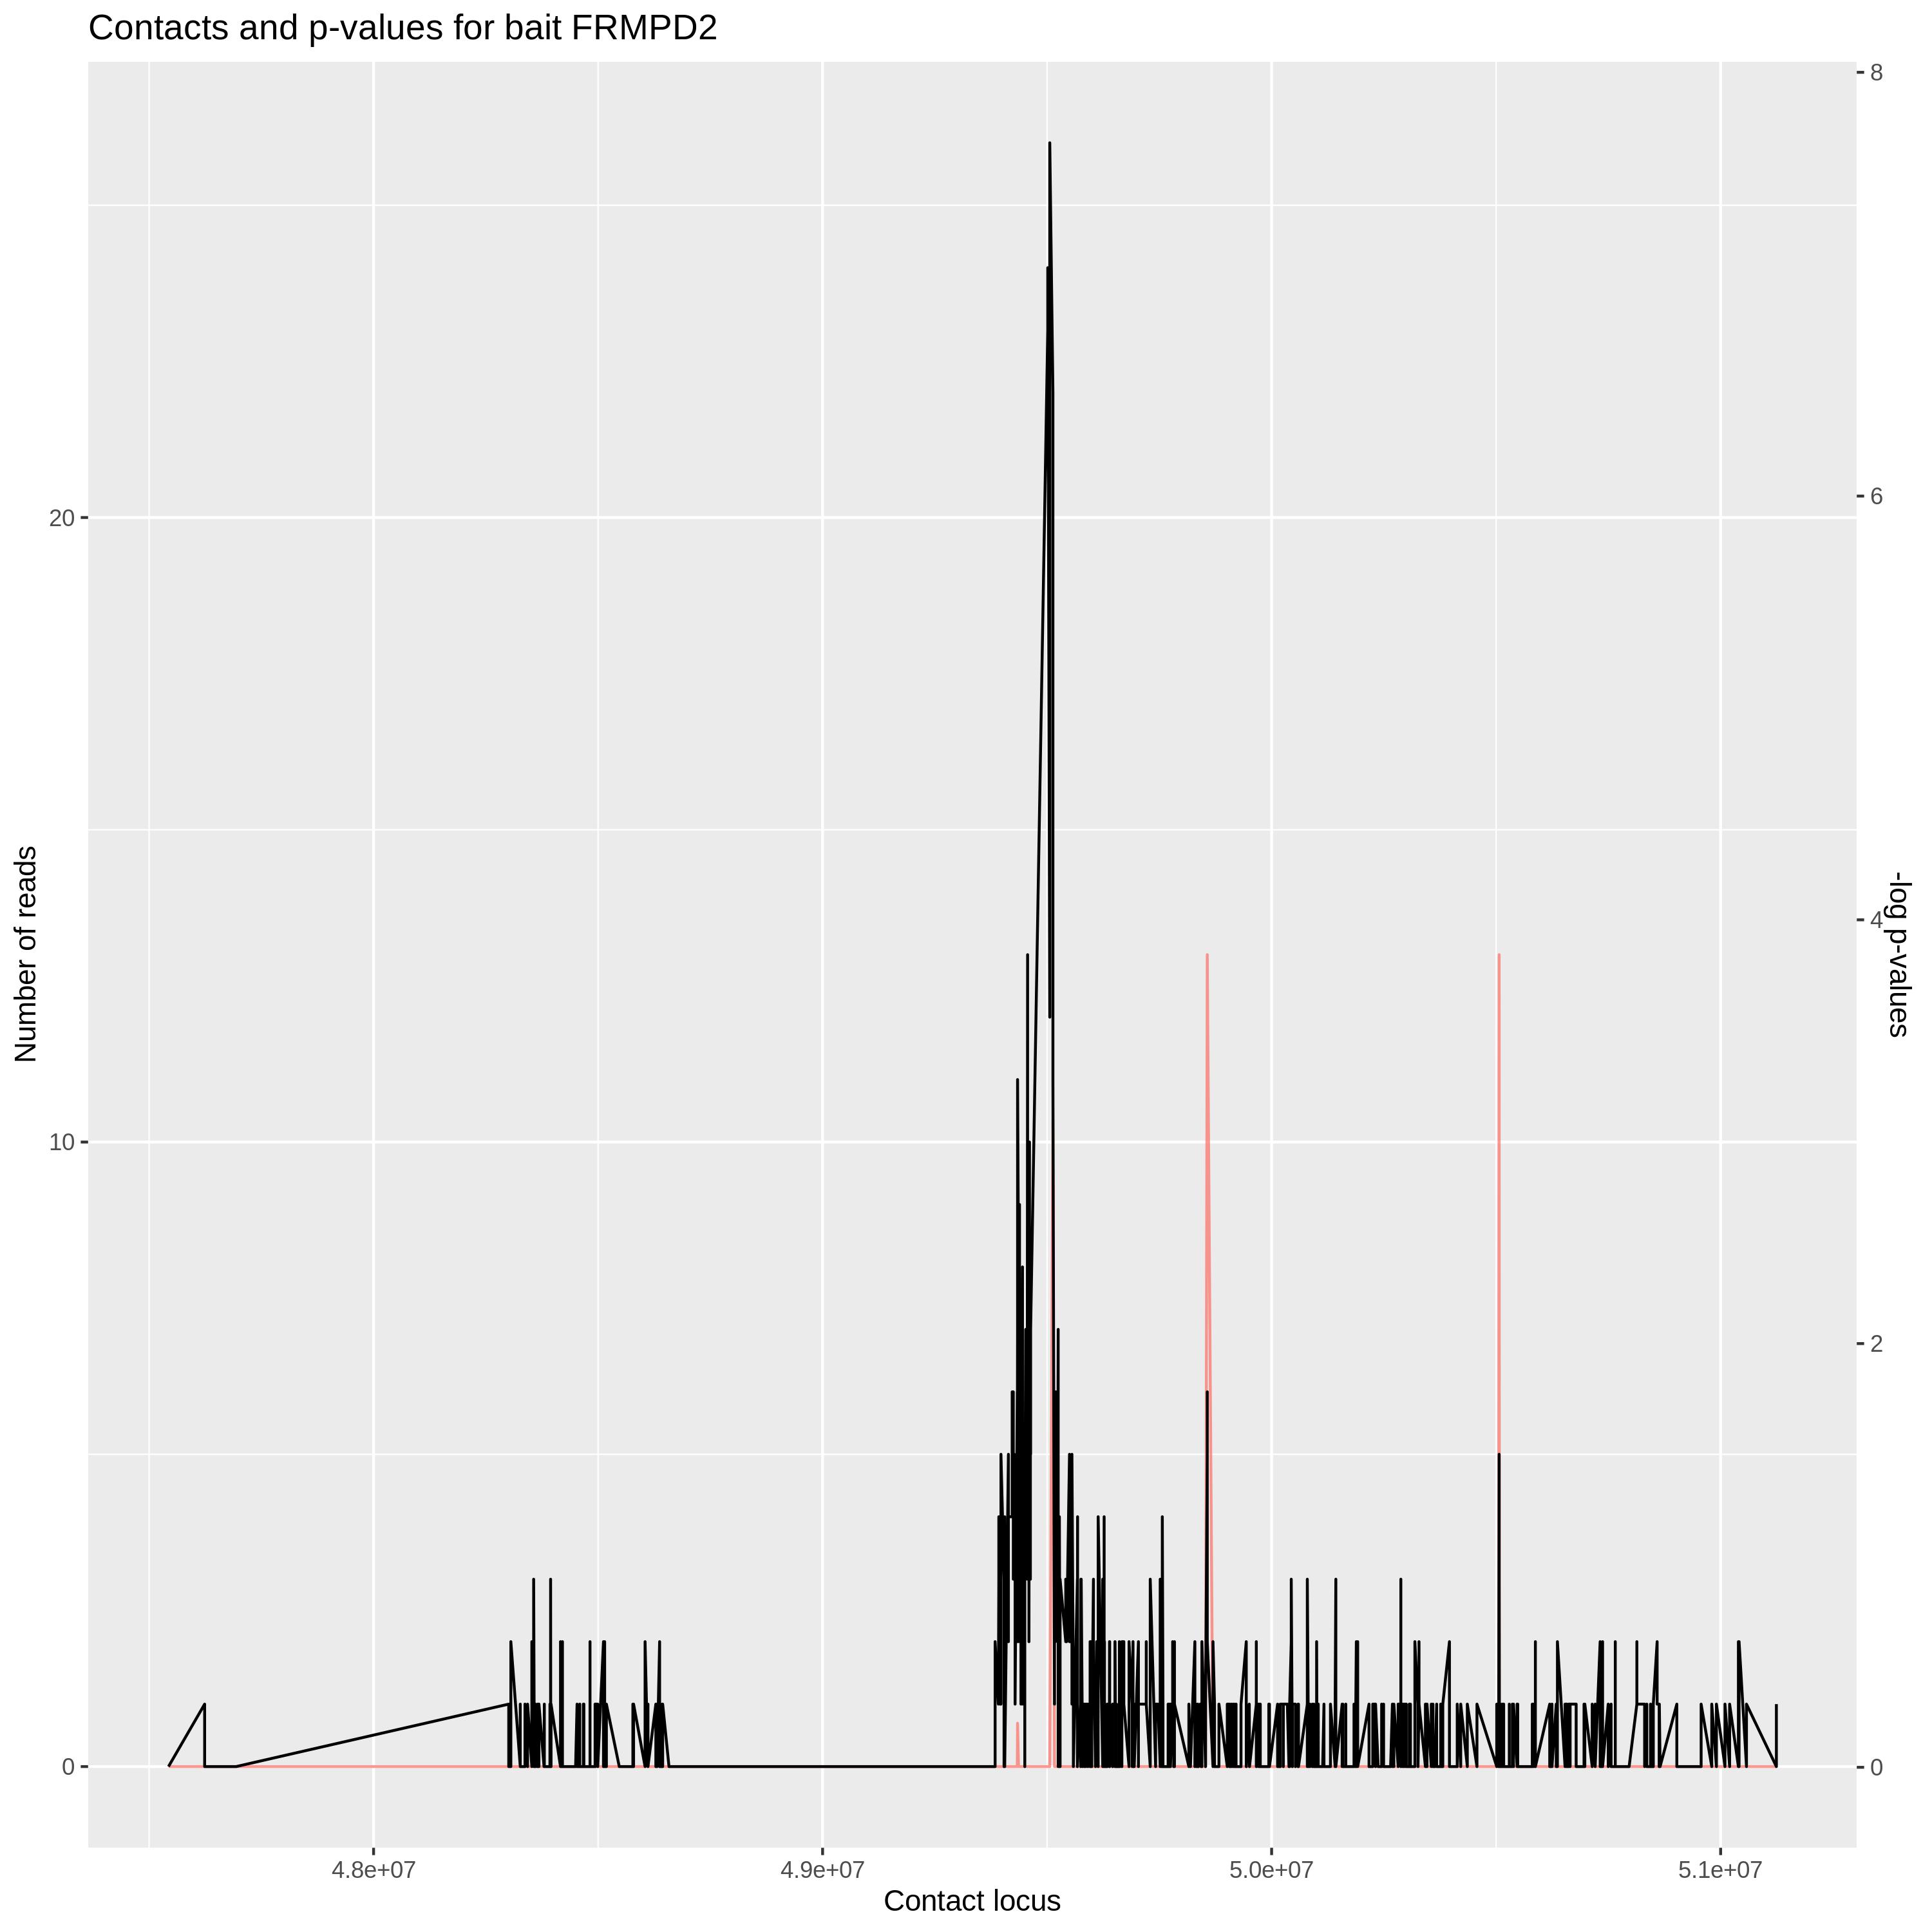 Contacts and p-values for bait FRMPD2
8
20
6
Number of reads
4
-log p-values
10
2
0
0
4.8e+07
4.9e+07
5.0e+07
5.1e+07
Contact locus